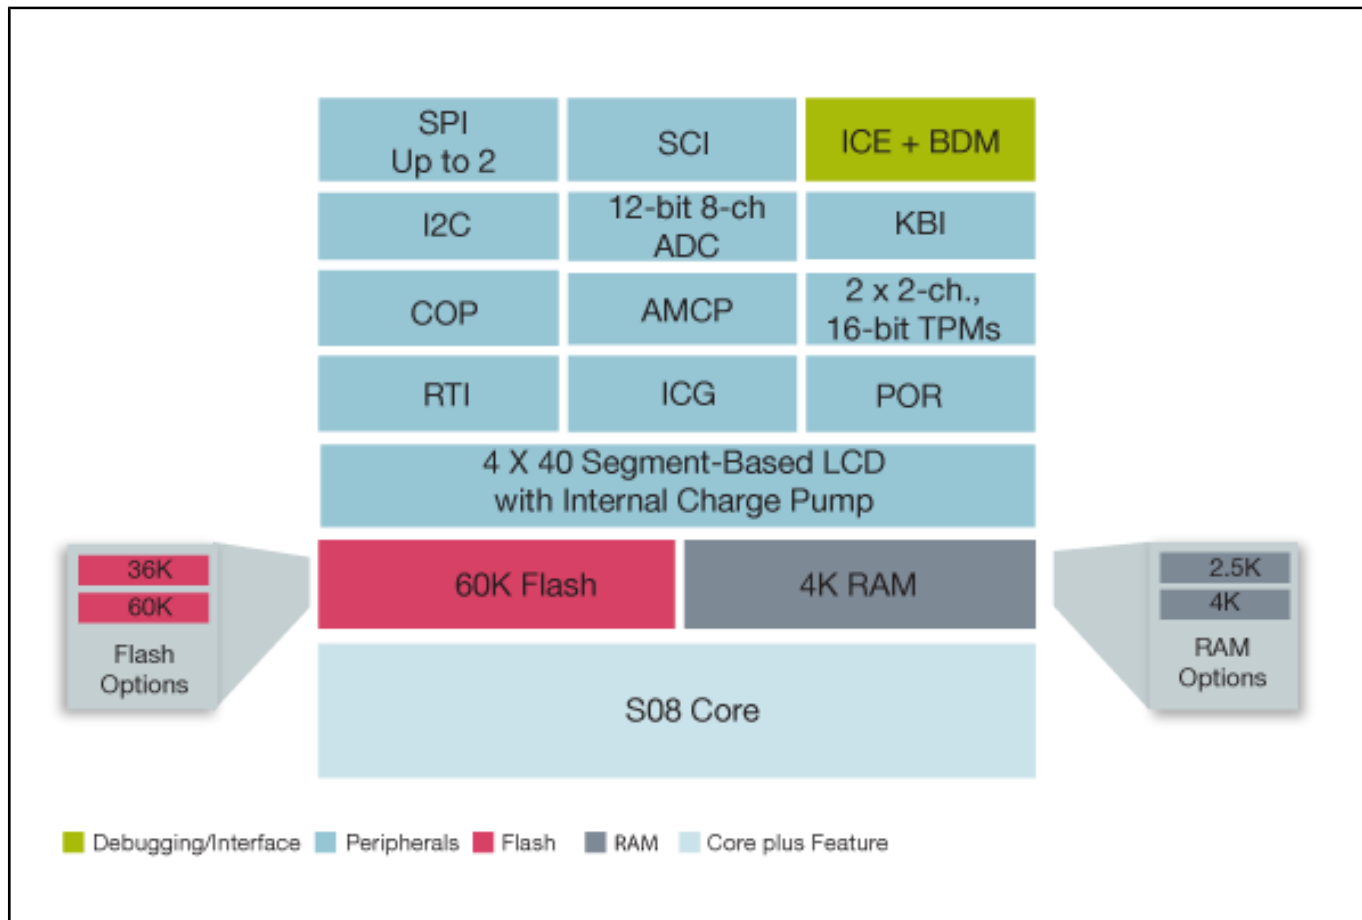 SPI
Up to 2
SCI
ICE + BDM
I2C
12-bit 8-ch
ADC
KBI
COP
AMCP
2 x 2-ch.,
16-bit TPMs
RTI
ICG
POR
4 X 40 Segment-Based LCD
with Internal Charge Pump
36K
60K
Flash
Options
60K Flash
4K RAM
2.5K
4K
RAM
Options
S08 Core
Debugging/Interface
Peripherals
Flash
RAM
Core plus Feature